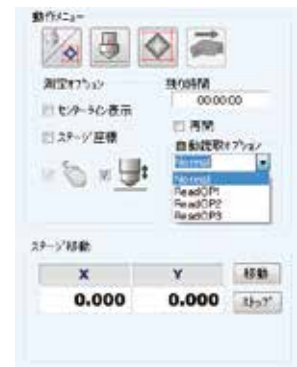 動作メニュー
測定オプション
残り時間
00:00:00
センターライン表示
再開
ステージ座標
自動読取オプション
Normal
Normal
ReadOP1
ReadOP2
ReadOP3
ステージ移動
X Y 移動
0.000 0.000 ストップ